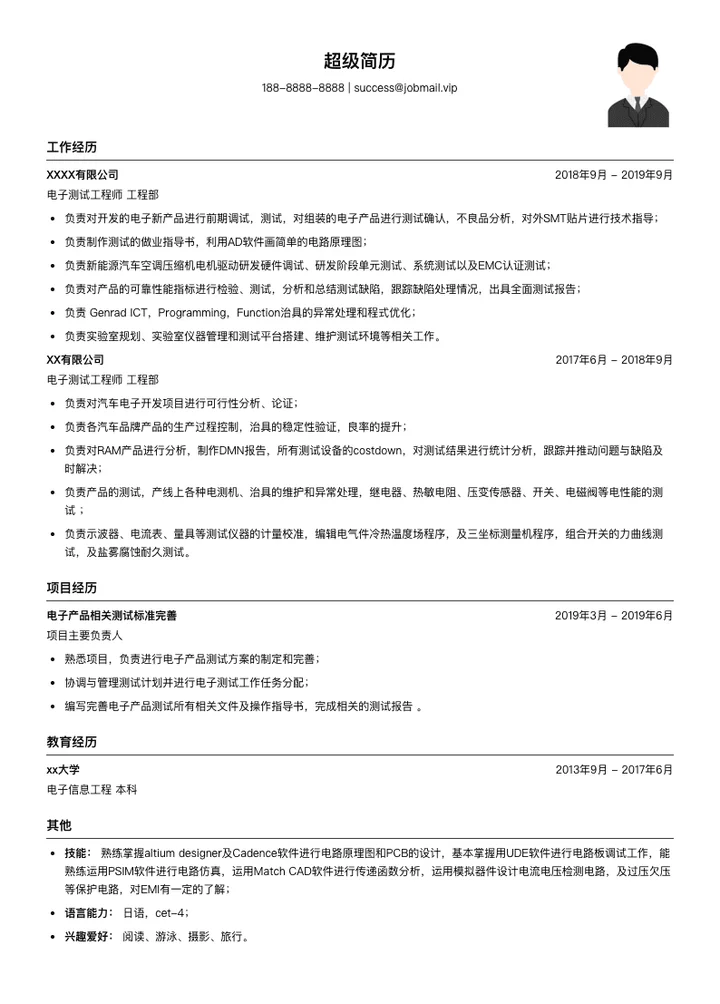 超级简历
188-8888-8888 | success@jobmail.vip
工作经历
XXXX有限公司 2018年9月 - 2019年9月
电子测试工程师 工程部
• 负责对开发的电子新产品进行前期调试，测试，对组装的电子产品进行测试确认，不良品分析，对外SMT贴片进行技术指导；
• 负责制作测试的做业指导书，利用AD软件画简单的电路原理图；
• 负责新能源汽车空调压缩机电机驱动研发硬件调试、研发阶段单元测试、系统测试以及EMC认证测试；
• 负责对产品的可靠性能指标进行检验、测试，分析和总结测试缺陷，跟踪缺陷处理情况，出具全面测试报告；
• 负责 Genrad ICT，Programming，Function治具的异常处理和程式优化；
• 负责实验室规划、实验室仪器管理和测试平台搭建、维护测试环境等相关工作。
XX有限公司 2017年6月 - 2018年9月
电子测试工程师 工程部
• 负责对汽车电子开发项目进行可行性分析、论证；
• 负责各汽车品牌产品的生产过程控制，治具的稳定性验证，良率的提升；
• 负责对RAM产品进行分析，制作DMN报告，所有测试设备的costdown，对测试结果进行统计分析，跟踪并推动问题与缺陷及
时解决；
• 负责产品的测试，产线上各种电测机、治具的维护和异常处理，继电器、热敏电阻、压变传感器、开关、电磁阀等电性能的测
试 ；
• 负责示波器、电流表、量具等测试仪器的计量校准，编辑电气件冷热温度场程序，及三坐标测量机程序，组合开关的力曲线测
试，及盐雾腐蚀耐久测试。
项目经历
电子产品相关测试标准完善 2019年3月 - 2019年6月
项目主要负责人
• 熟悉项目，负责进行电子产品测试方案的制定和完善；
• 协调与管理测试计划并进行电子测试工作任务分配；
• 编写完善电子产品测试所有相关文件及操作指导书，完成相关的测试报告 。
教育经历
xx大学 2013年9月 - 2017年6月
电子信息工程 本科
其他
• 技能： 熟练掌握altium designer及Cadence软件进行电路原理图和PCB的设计，基本掌握用UDE软件进行电路板调试工作，能
熟练运用PSIM软件进行电路仿真，运用Match CAD软件进行传递函数分析，运用模拟器件设计电流电压检测电路，及过压欠压
等保护电路，对EMI有一定的了解；
• 语言能力： 日语，cet-4；
• 兴趣爱好： 阅读、游泳、摄影、旅行。